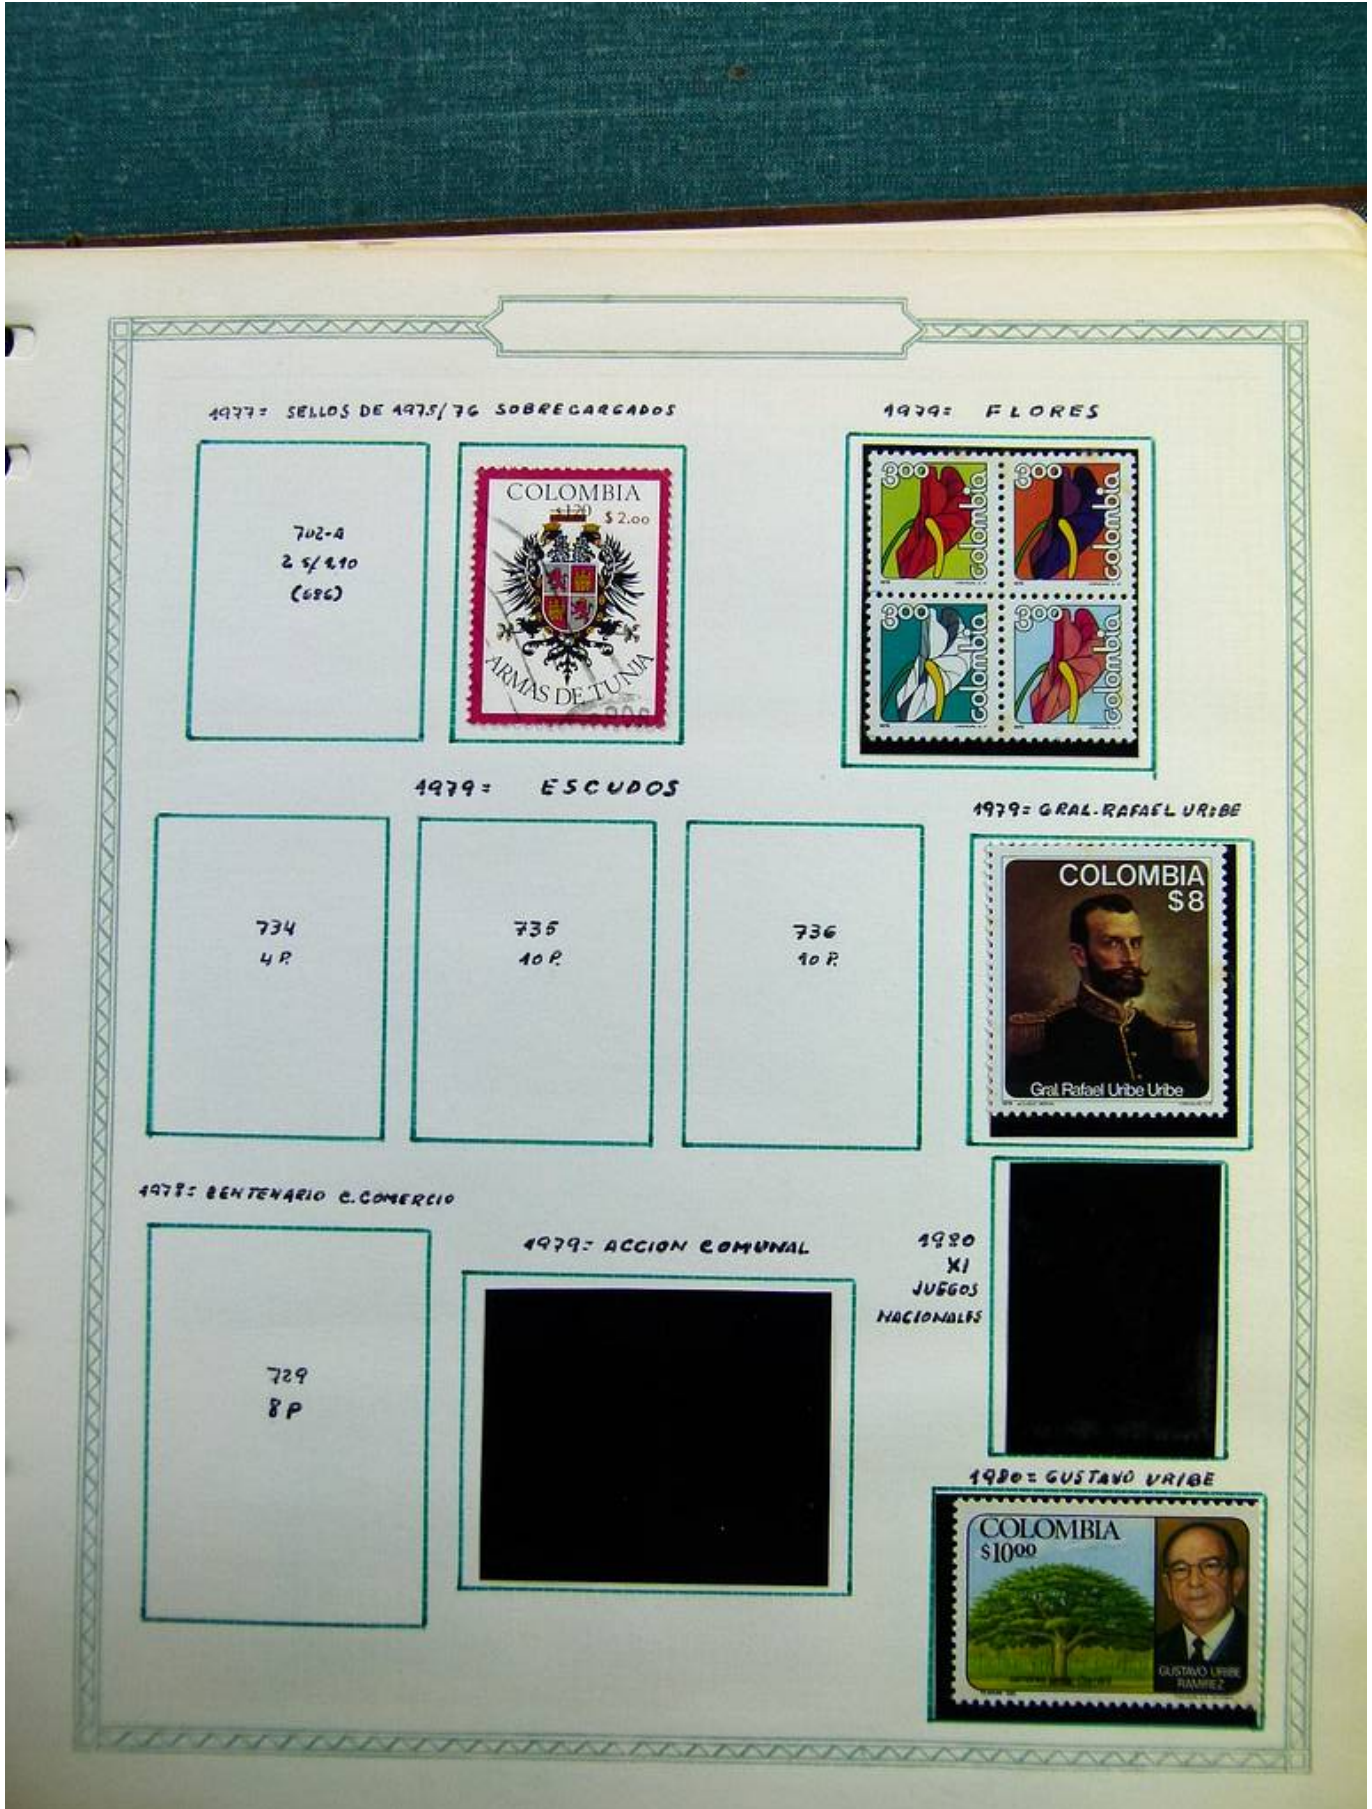 1977= SELLOS DE 1975/76 SOBRECARGADOS
702-A
2 S/1.20
(686)
COLOMBIA
$1.20
$2.00
ARMAS DE TUNJA
1979= FLORES
3.00
colombia
3.00
colombia
3.00
colombia
3.00
colombia
1979= ESCUDOS
734
4 P.
735
10 P.
736
10 P.
1979= GRAL. RAFAEL URIBE
COLOMBIA
$8
Gral. Rafael Uribe Uribe
1978= CENTENARIO C. COMERCIO
729
8 P
1979= ACCION COMUNAL
1980
XI
JUEGOS
NACIONALES
1980= GUSTAVO URIBE
COLOMBIA
$10.00
GUSTAVO URIBE
RAMIREZ